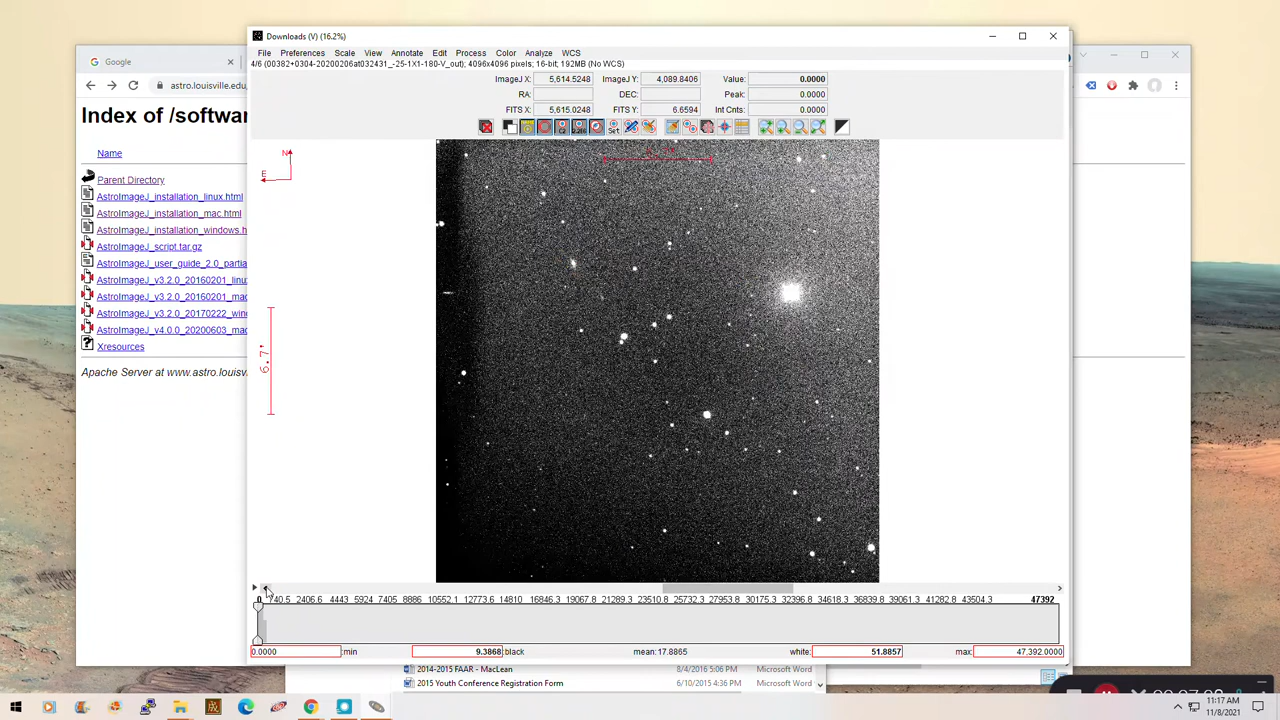 Downloads (V) (16.2%)
Google
File Preferences Scale View Annotate Edit Process Color Analyze WCS
4/6 (00382+0304-20200206at032431_-25-1X1-180-V_out); 4096x4096 pixels; 16-bit; 192MB (No WCS)
ImageJ X: 5,614.5248 ImageJ Y: 4,089.8406 Value: 0.0000
RA: DEC: Peak: 0.0000
FITS X: 5,615.0248 FITS Y: 6.6594 Int Cnts: 0.0000
astro.louisville.edu
Index of /softwar
Name
Parent Directory
AstroImageJ_installation_linux.html
AstroImageJ_installation_mac.html
AstroImageJ_installation_windows.h
AstroImageJ_script.tar.gz
AstroImageJ_user_guide_2.0_partia
AstroImageJ_v3.2.0_20160201_linu
AstroImageJ_v3.2.0_20160201_mac
AstroImageJ_v3.2.0_20170222_wind
AstroImageJ_v4.0.0_20200603_mac
Xresources
Apache Server at www.astro.louisv
N
E
6.7'
0 740.5 2406.6 4443 5924 7405 8886 10552.1 12773.6 14810 16846.3 19067.8 21289.3 23510.8 25732.3 27953.8 30175.3 32396.8 34618.3 36839.8 39061.3 41282.8 43504.3 47392
0.0000 :min 9.3868 :black mean:17.8865 white: 51.8857 max: 47,392.0000
2014-2015 FAAR - MacLean 8/4/2016 5:06 PM Microsoft Word
2015 Youth Conference Registration Form 6/10/2015 4:36 PM Microsoft Word
11:17 AM
11/8/2021